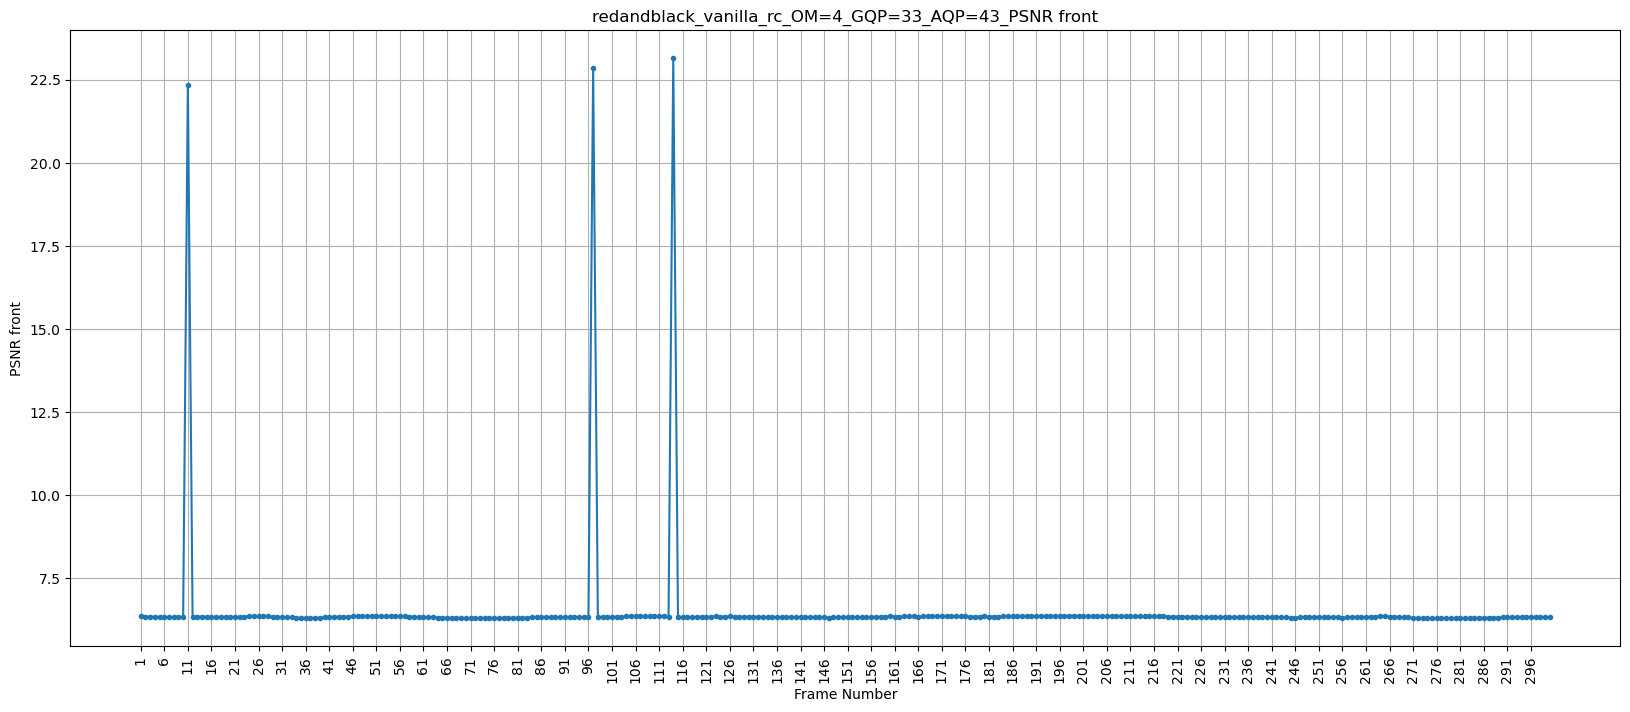 redandblack_vanilla_rc_OM=4_GQP=33_AQP=43_PSNR front
22.5
20.0
17.5
15.0
12.5
10.0
7.5
PSNR front
1 6 11 16 21 26 31 36 41 46 51 56 61 66 71 76 81 86 91 96 101 106 111 116 121 126 131 136 141 146 151 156 161 166 171 176 181 186 191 196 201 206 211 216 221 226 231 236 241 246 251 256 261 266 271 276 281 286 291 296
Frame Number